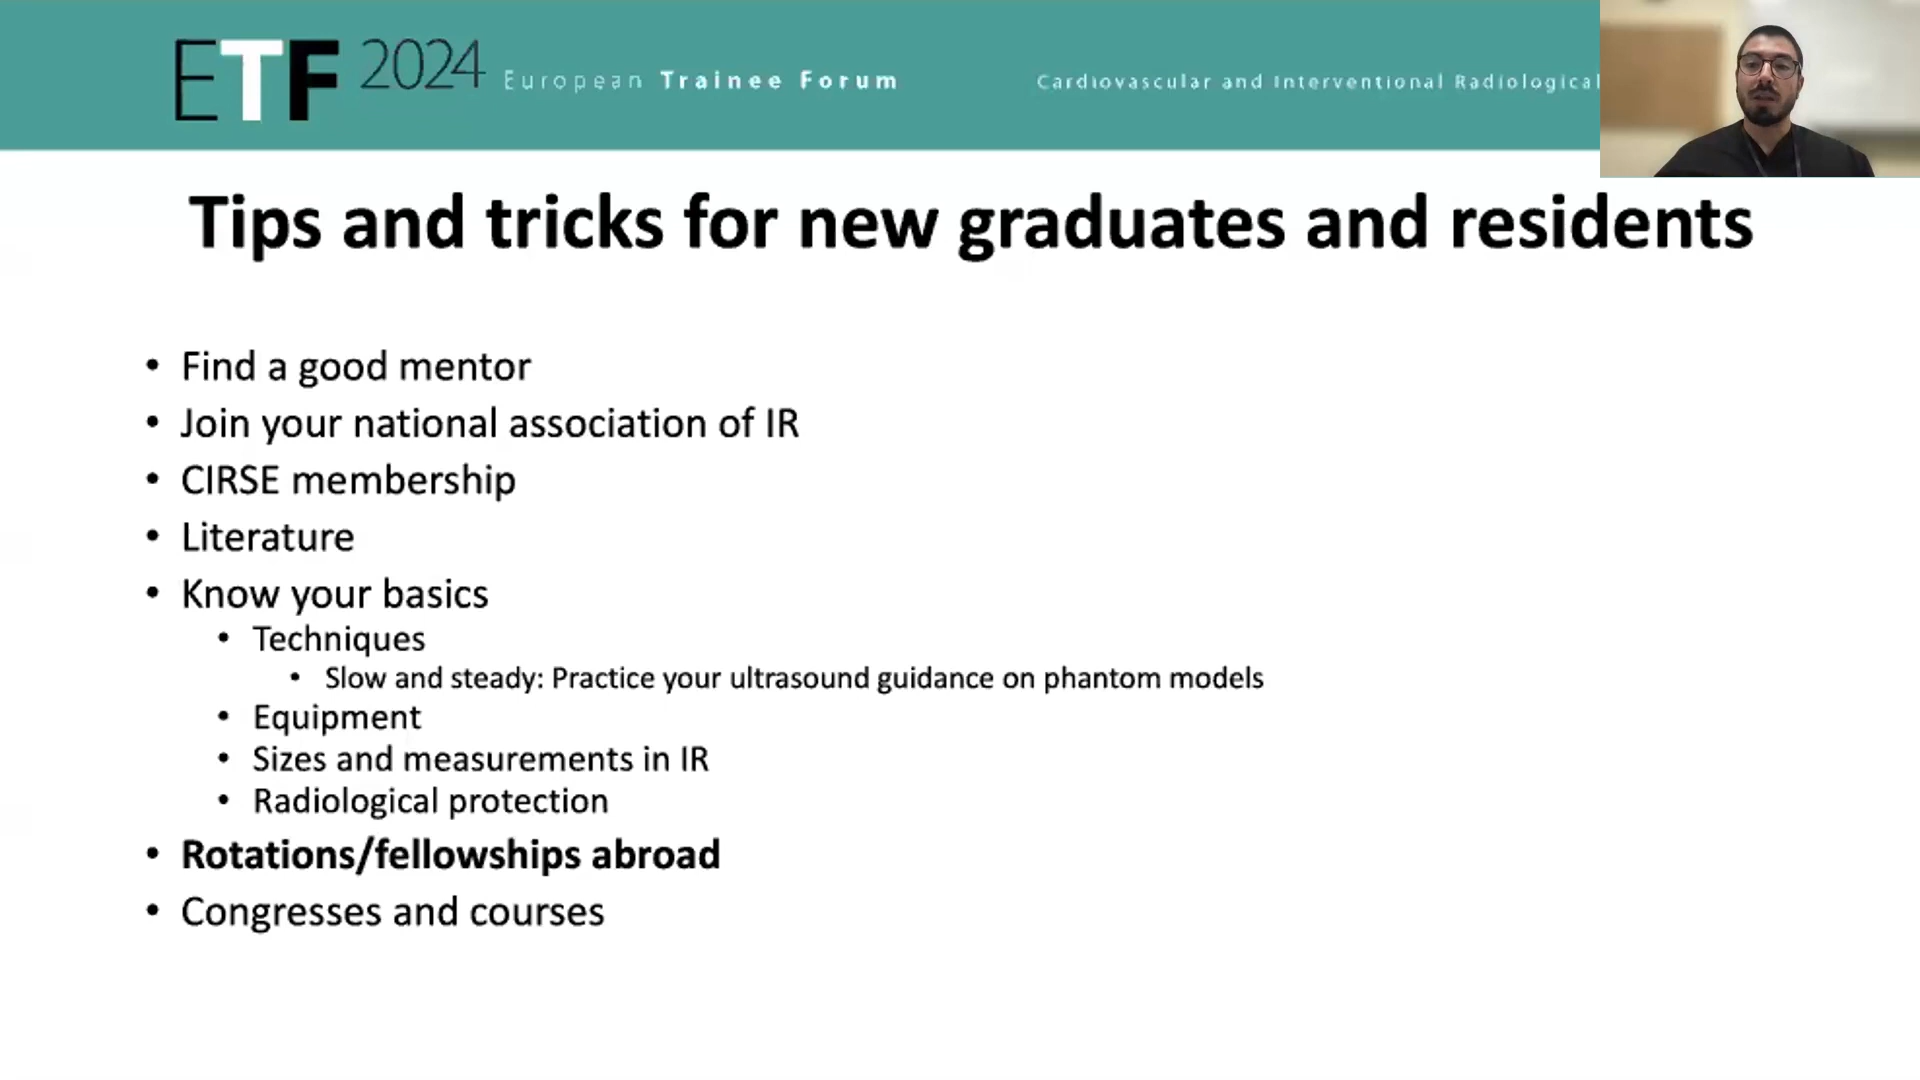 ETF 2024 European Trainee Forum
Cardiovascular and Interventional Radiological
Tips and tricks for new graduates and residents
• Find a good mentor
• Join your national association of IR
• CIRSE membership
• Literature
• Know your basics
• Techniques
• Slow and steady: Practice your ultrasound guidance on phantom models
• Equipment
• Sizes and measurements in IR
• Radiological protection
• Rotations/fellowships abroad
• Congresses and courses